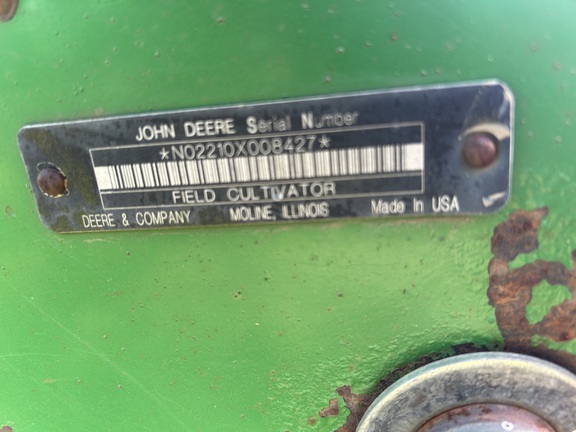 JOHN DEERE Serial Number
*N02210X008427*
FIELD CULTIVATOR
DEERE & COMPANY MOLINE, ILLINOIS Made In USA